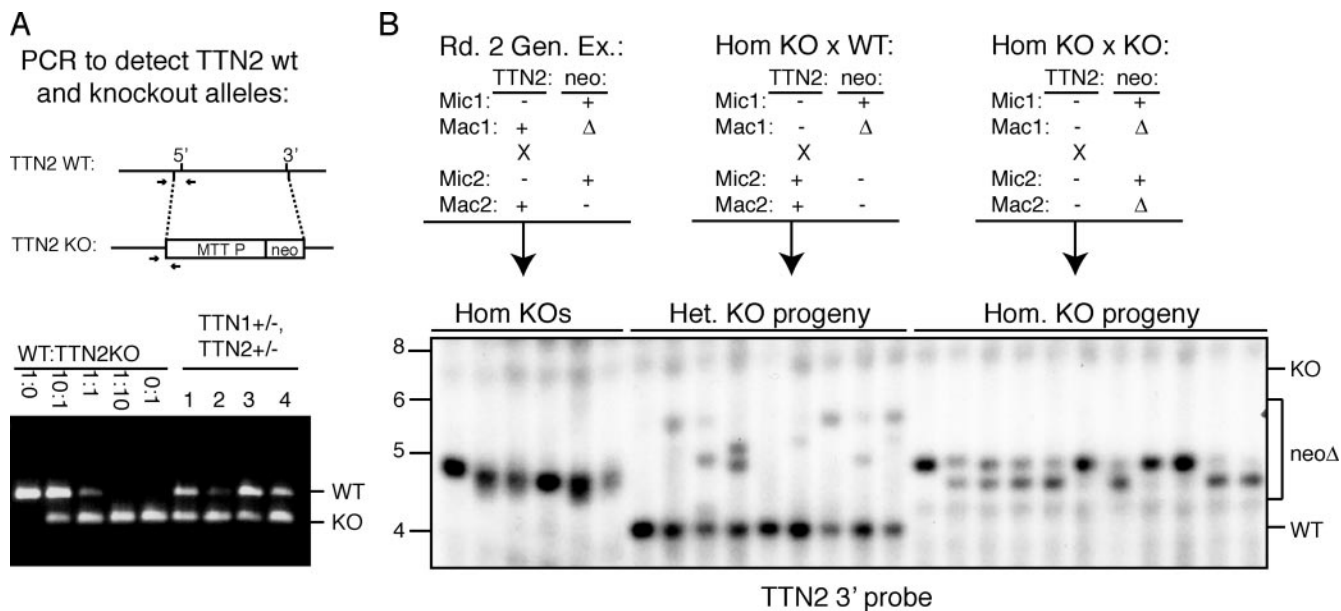 A
PCR to detect TTN2 wt
and knockout alleles:
TTN2 WT:
5'
3'
TTN2 KO:
MTT P
neo
WT:TTN2KO
1:0
10:1
1:1
1:10
0:1
TTN1+/-,
TTN2+/-
1 2 3 4
WT
KO
B
Rd. 2 Gen. Ex.:
TTN2: neo:
Mic1: - +
Mac1: + Δ
X
Mic2: - +
Mac2: + -
Hom KO x WT:
TTN2: neo:
Mic1: - +
Mac1: - Δ
X
Mic2: + -
Mac2: + -
Hom KO x KO:
TTN2: neo:
Mic1: - +
Mac1: - Δ
X
Mic2: - +
Mac2: - Δ
Hom KOs
Het. KO progeny
Hom. KO progeny
8
6
5
4
KO
neoΔ
WT
TTN2 3' probe